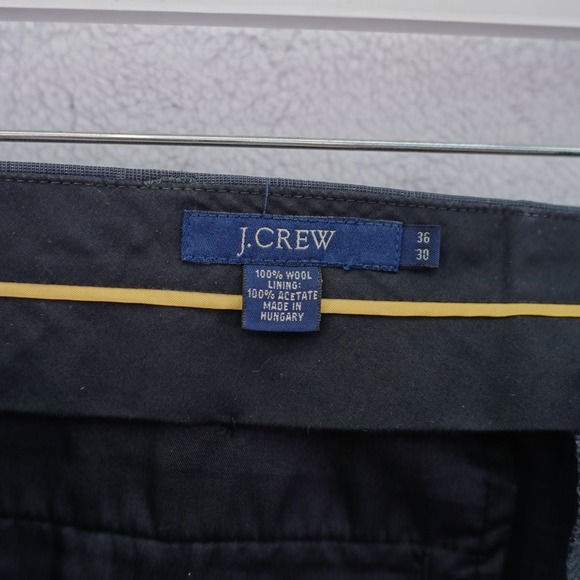 J.CREW
36
30
100% WOOL
LINING:
100% ACETATE
MADE IN
HUNGARY